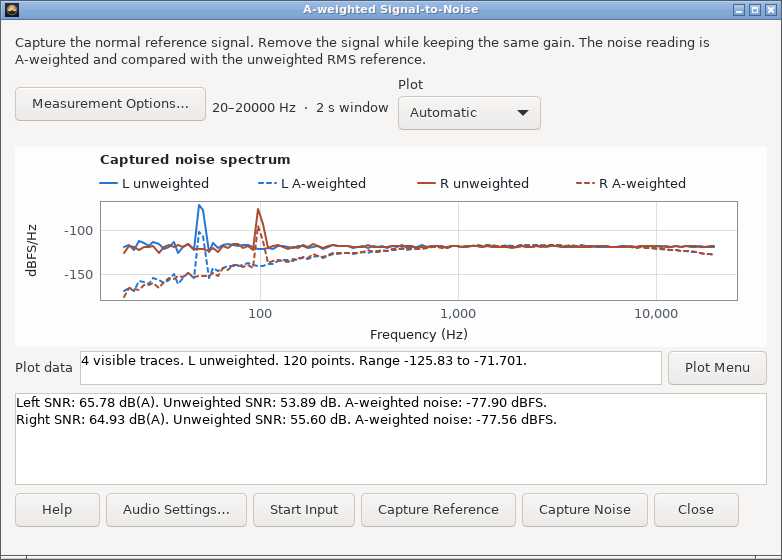 A-weighted Signal-to-Noise
Capture the normal reference signal. Remove the signal while keeping the same gain. The noise reading is
A-weighted and compared with the unweighted RMS reference.
Plot
Measurement Options...
20–20000 Hz · 2 s window
Automatic
Captured noise spectrum
L unweighted
L A-weighted
R unweighted
R A-weighted
dBFS/Hz
-100
-150
100
1,000
10,000
Frequency (Hz)
Plot data
4 visible traces. L unweighted. 120 points. Range -125.83 to -71.701.
Plot Menu
Left SNR: 65.78 dB(A). Unweighted SNR: 53.89 dB. A-weighted noise: -77.90 dBFS.
Right SNR: 64.93 dB(A). Unweighted SNR: 55.60 dB. A-weighted noise: -77.56 dBFS.
Help
Audio Settings...
Start Input
Capture Reference
Capture Noise
Close